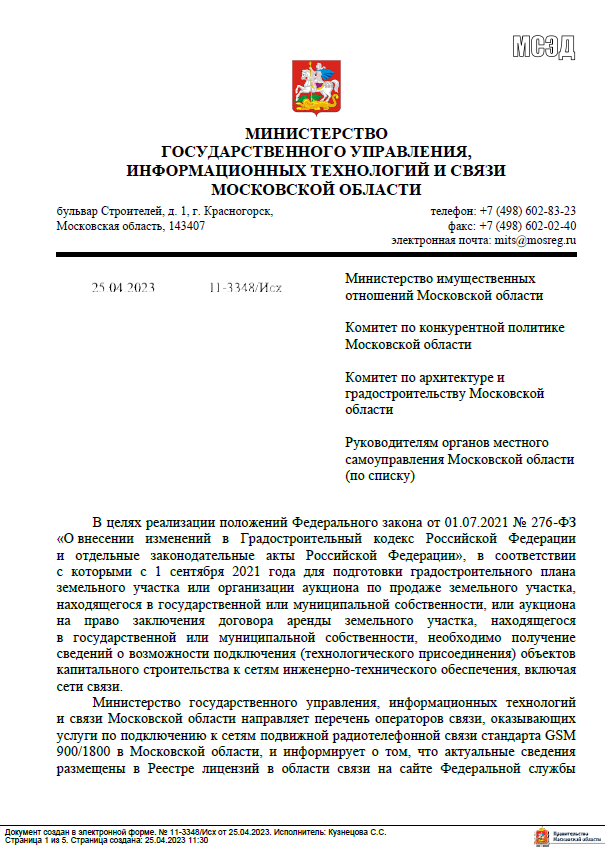 МСЭД
МИНИСТЕРСТВО
ГОСУДАРСТВЕННОГО УПРАВЛЕНИЯ,
ИНФОРМАЦИОННЫХ ТЕХНОЛОГИЙ И СВЯЗИ
МОСКОВСКОЙ ОБЛАСТИ
бульвар Строителей, д. 1, г. Красногорск,
Московская область, 143407
телефон: +7 (498) 602-83-23
факс: +7 (498) 602-02-40
электронная почта: mits@mosreg.ru
25.04.2023 11-3348/Исх
Министерство имущественных
отношений Московской области
Комитет по конкурентной политике
Московской области
Комитет по архитектуре и
градостроительству Московской
области
Руководителям органов местного
самоуправления Московской области
(по списку)
В целях реализации положений Федерального закона от 01.07.2021 № 276-ФЗ
«О внесении изменений в Градостроительный кодекс Российской Федерации
и отдельные законодательные акты Российской Федерации», в соответствии
с которыми с 1 сентября 2021 года для подготовки градостроительного плана
земельного участка или организации аукциона по продаже земельного участка,
находящегося в государственной или муниципальной собственности, или аукциона
на право заключения договора аренды земельного участка, находящегося
в государственной или муниципальной собственности, необходимо получение
сведений о возможности подключения (технологического присоединения) объектов
капитального строительства к сетям инженерно-технического обеспечения, включая
сети связи.
Министерство государственного управления, информационных технологий
и связи Московской области направляет перечень операторов связи, оказывающих
услуги по подключению к сетям подвижной радиотелефонной связи стандарта GSM
900/1800 в Московской области, и информирует о том, что актуальные сведения
размещены в Реестре лицензий в области связи на сайте Федеральной службы
Документ создан в электронной форме. № 11-3348/Исх от 25.04.2023. Исполнитель: Кузнецова С.С.
Страница 1 из 5. Страница создана: 25.04.2023 11:30
Правительство
Московской области